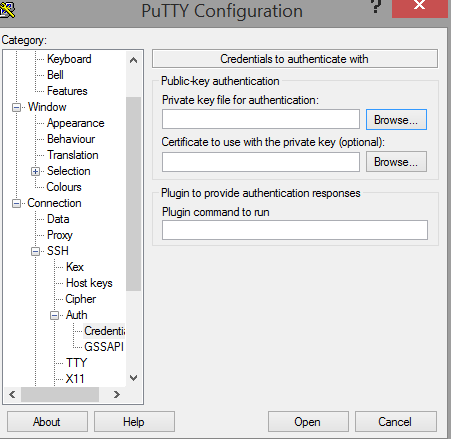 PuTTY Configuration
?
Category:
Keyboard
Bell
Features
Window
Appearance
Behaviour
Translation
Selection
Colours
Connection
Data
Proxy
SSH
Kex
Host keys
Cipher
Auth
Credentia
GSSAPI
TTY
X11
Credentials to authenticate with
Public-key authentication
Private key file for authentication:
Browse...
Certificate to use with the private key (optional):
Browse...
Plugin to provide authentication responses
Plugin command to run
About
Help
Open
Cancel